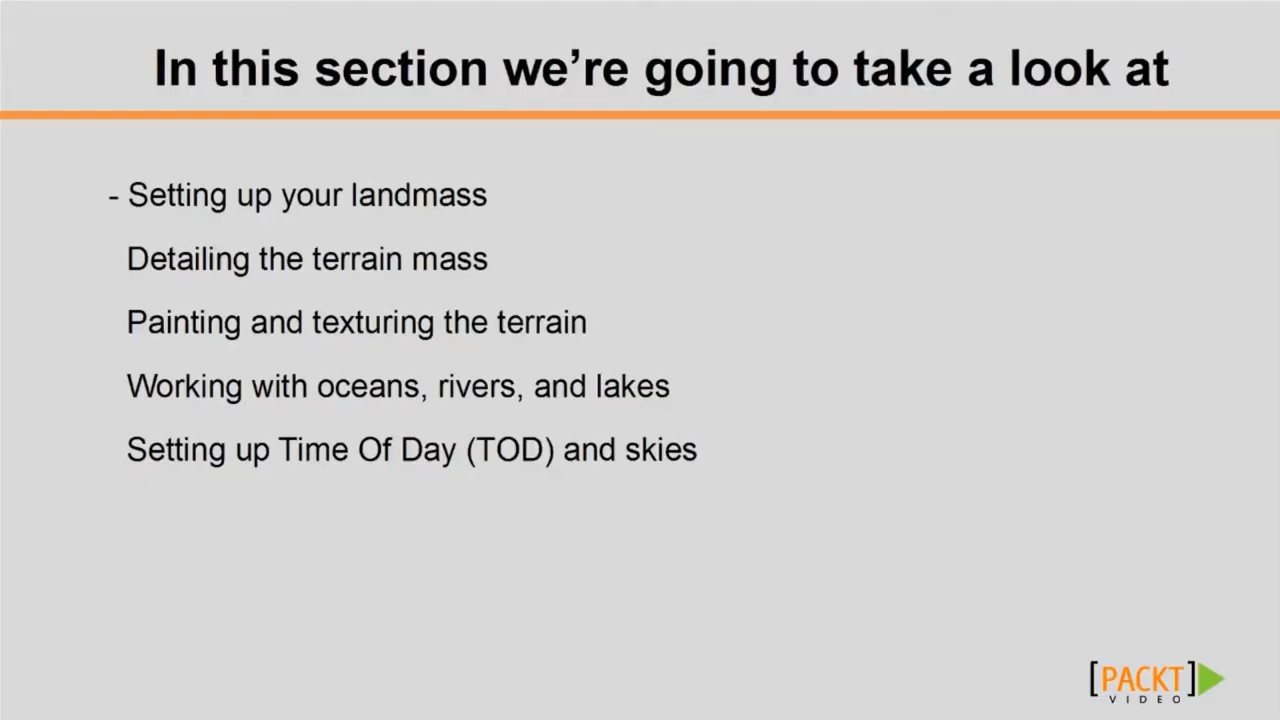 In this section we’re going to take a look at
- Setting up your landmass
Detailing the terrain mass
Painting and texturing the terrain
Working with oceans, rivers, and lakes
Setting up Time Of Day (TOD) and skies
[PACKT]
VIDEO